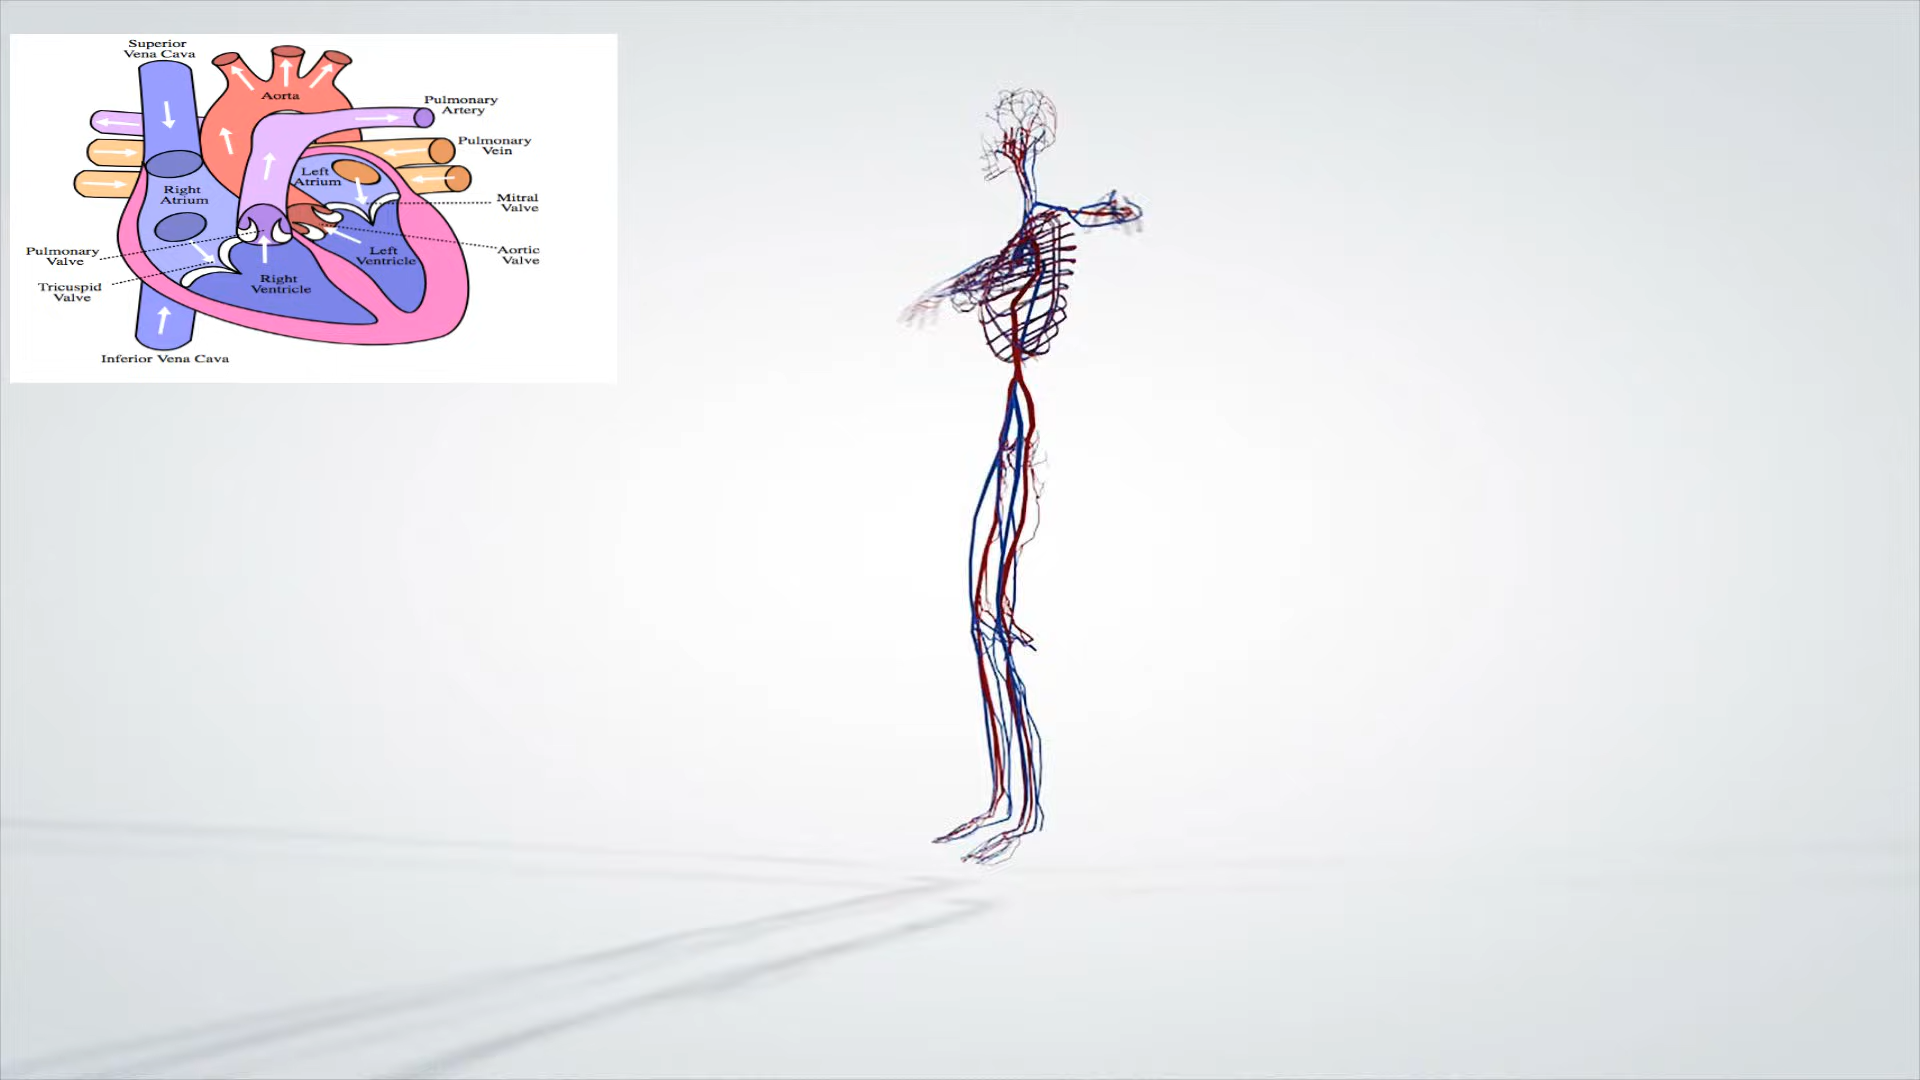 Superior
Vena Cava
Aorta
Pulmonary
Artery
Pulmonary
Vein
Left
Atrium
Right
Atrium
Mitral
Valve
Pulmonary
Valve
Left
Ventricle
Aortic
Valve
Right
Ventricle
Tricuspid
Valve
Inferior Vena Cava